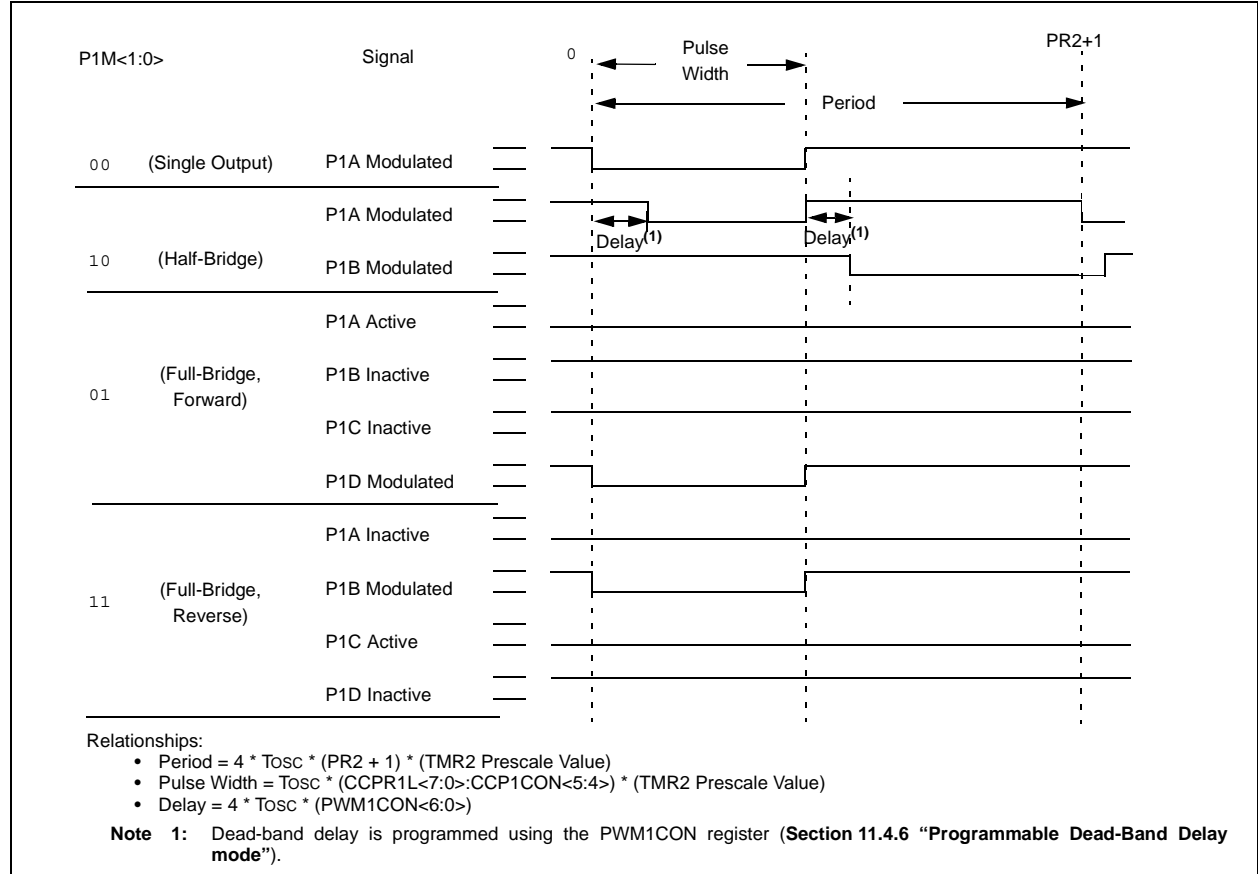 P1M<1:0> Signal 0 Pulse Width PR2+1
Period
00 (Single Output) P1A Modulated
P1A Modulated
Delay(1) Delay(1)
10 (Half-Bridge) P1B Modulated
P1A Active
P1B Inactive
01 (Full-Bridge, Forward)
P1C Inactive
P1D Modulated
P1A Inactive
P1B Modulated
11 (Full-Bridge, Reverse)
P1C Active
P1D Inactive
Relationships:
• Period = 4 * TOSC * (PR2 + 1) * (TMR2 Prescale Value)
• Pulse Width = TOSC * (CCPR1L<7:0>:CCP1CON<5:4>) * (TMR2 Prescale Value)
• Delay = 4 * TOSC * (PWM1CON<6:0>)
Note 1: Dead-band delay is programmed using the PWM1CON register (Section 11.4.6 “Programmable Dead-Band Delay
mode”).